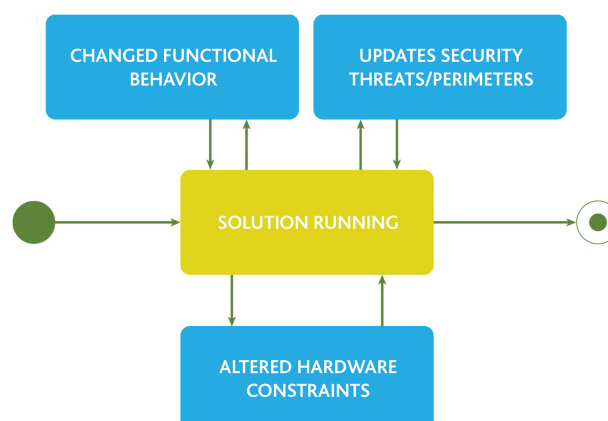 CHANGED FUNCTIONAL
BEHAVIOR
UPDATES SECURITY
THREATS/PERIMETERS
SOLUTION RUNNING
ALTERED HARDWARE
CONSTRAINTS